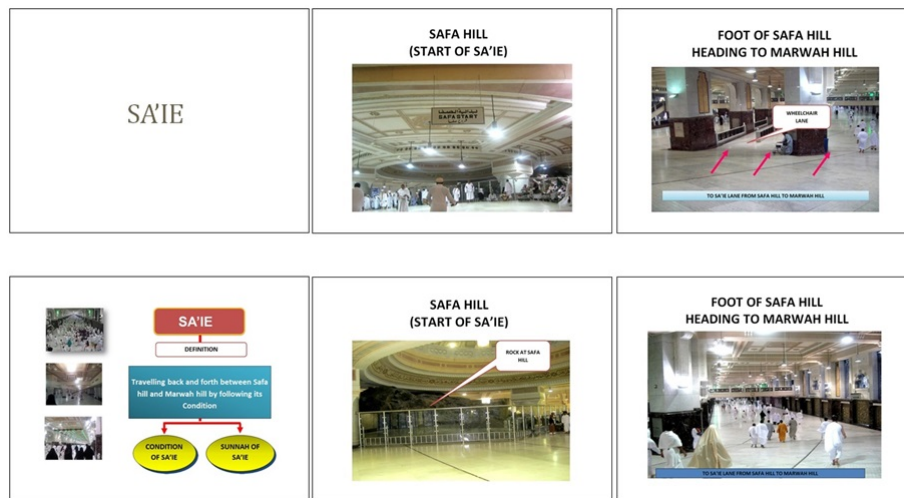 SA'IE
SAFA HILL
(START OF SA'IE)
SAFA START
FOOT OF SAFA HILL
HEADING TO MARWAH HILL
WHEELCHAIR
LANE
TO SA'IE LANE FROM SAFA HILL TO MARWAH HILL
SA'IE
DEFINITION
Travelling back and forth between Safa
hill and Marwah hill by following its
Condition
CONDITION
OF SA'IE
SUNNAH OF
SA'IE
SAFA HILL
(START OF SA'IE)
ROCK AT SAFA
HILL
FOOT OF SAFA HILL
HEADING TO MARWAH HILL
TO SA'IE LANE FROM SAFA HILL TO MARWAH HILL